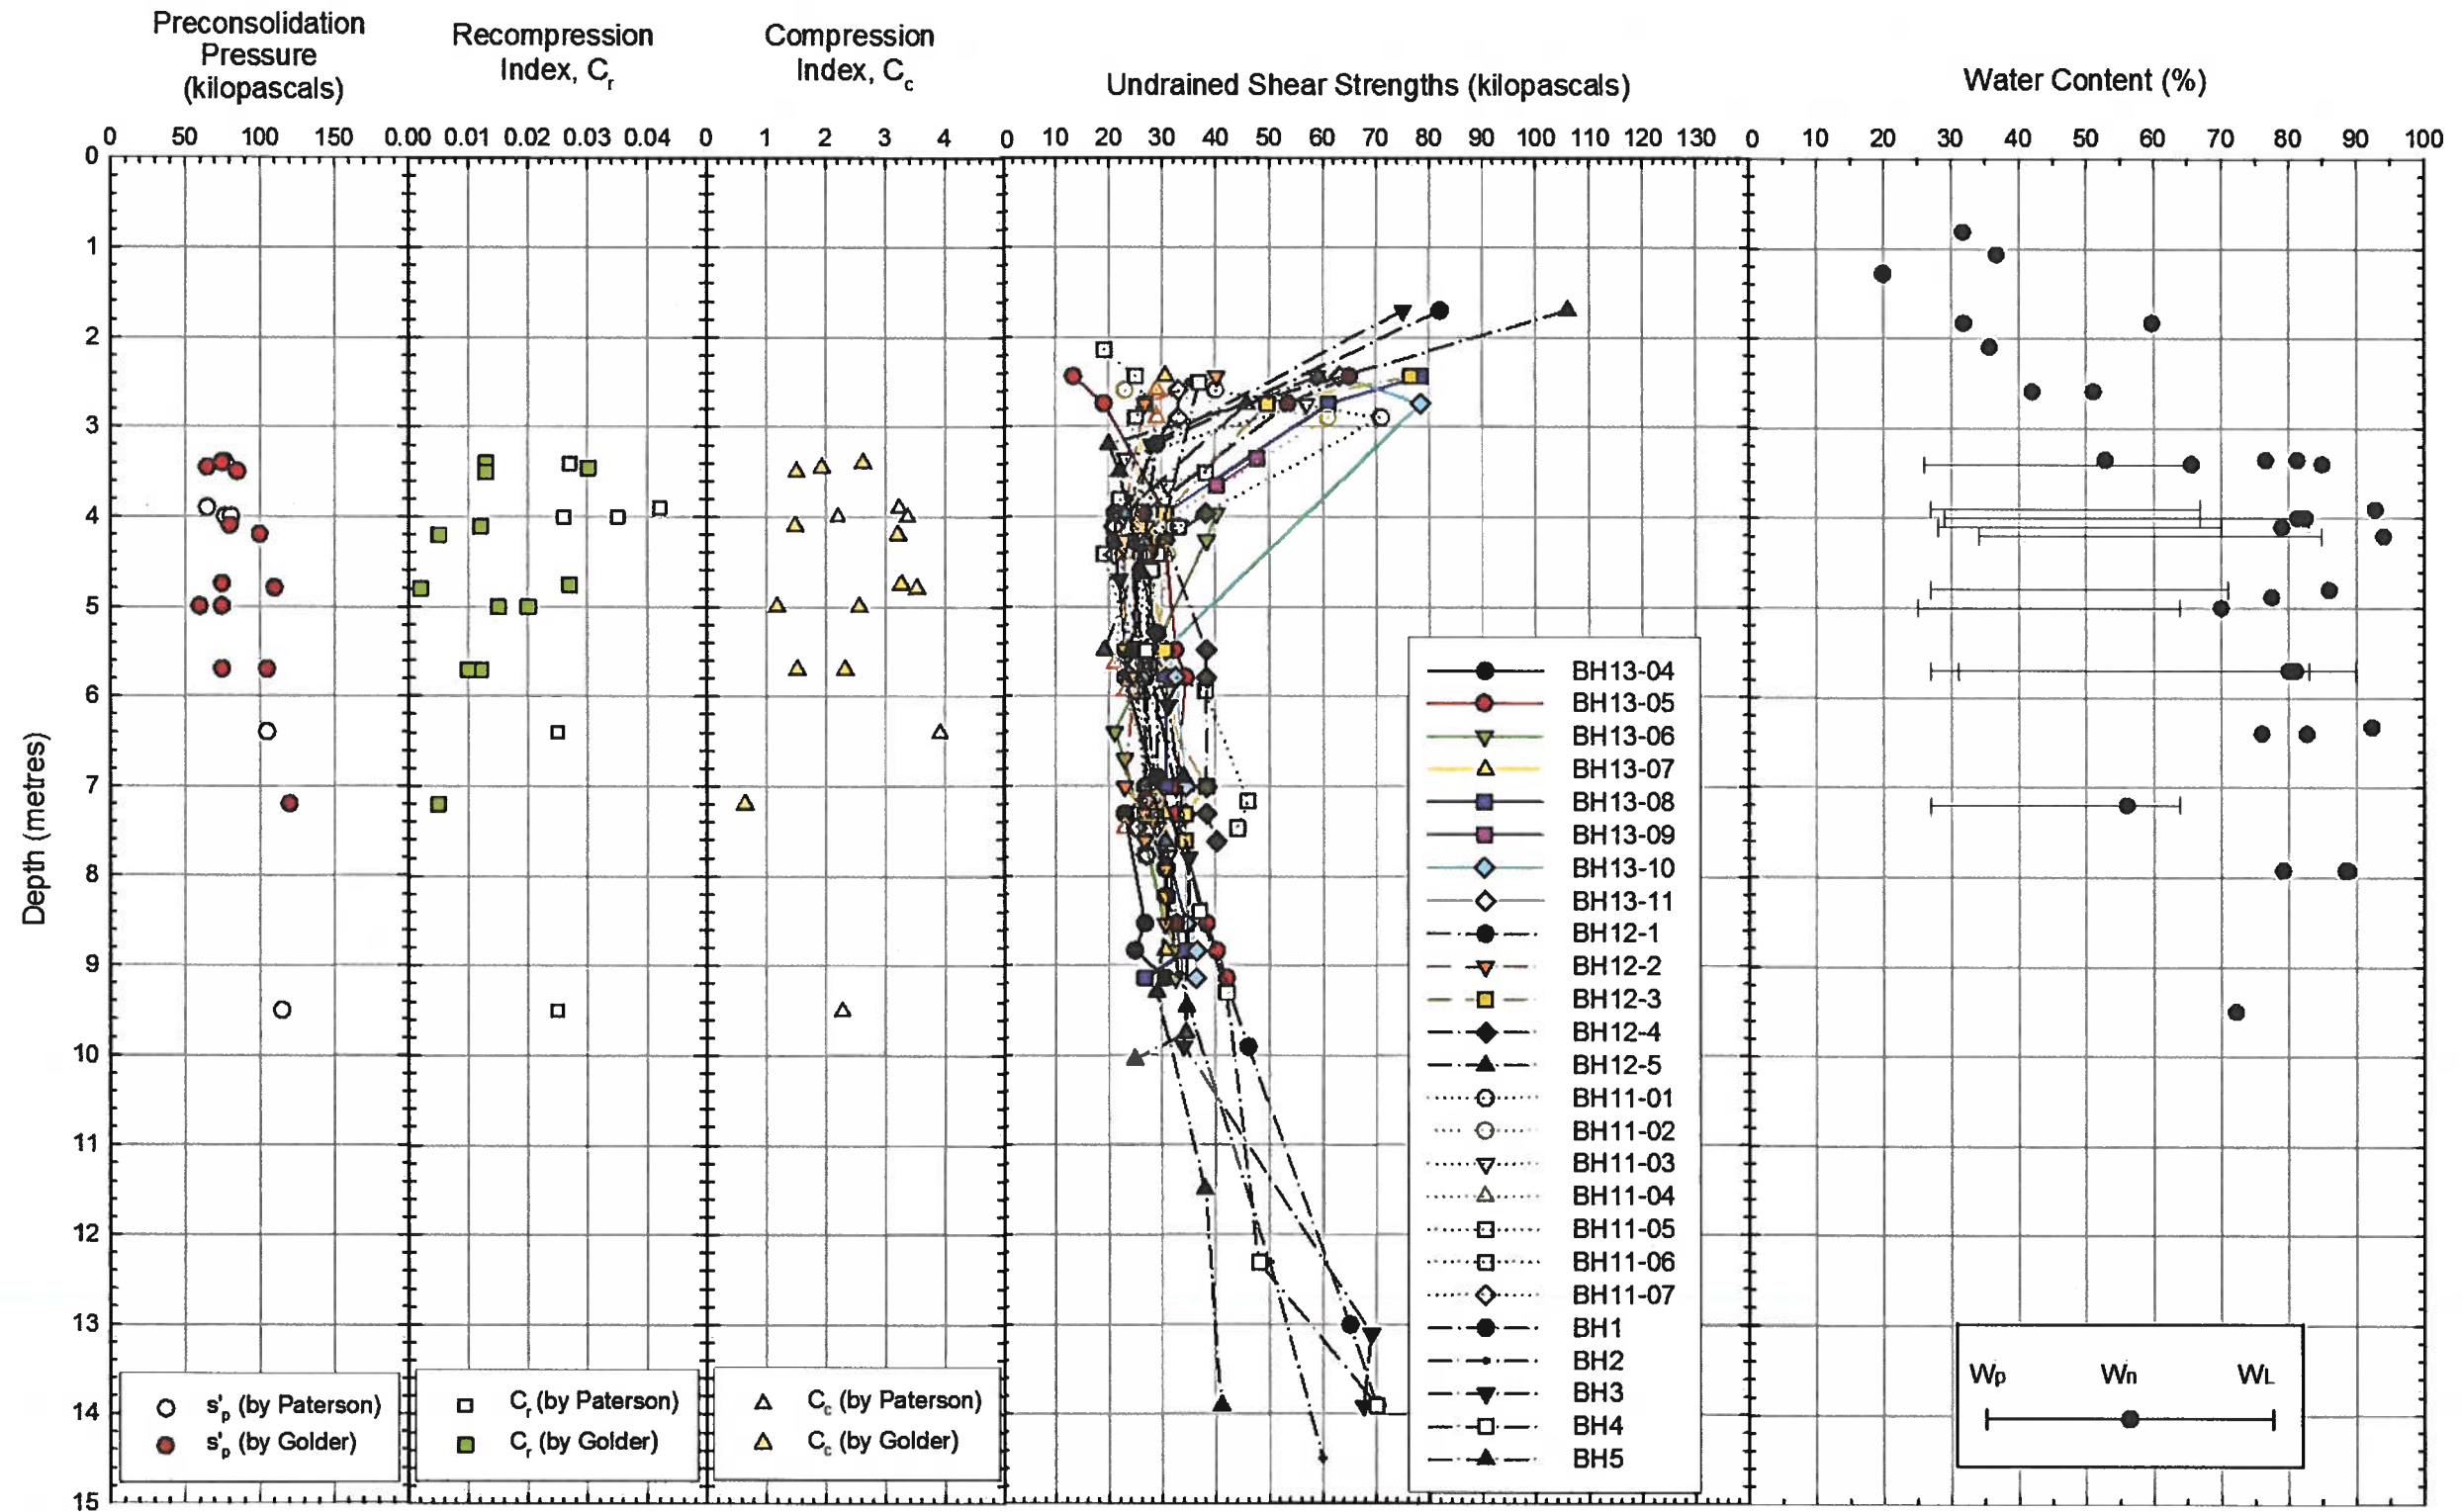 Preconsolidation
Pressure
(kilopascals)
Recompression
Index, Cr
Compression
Index, Cc
Undrained Shear Strengths (kilopascals)
Water Content (%)
0 50 100 150 0.00 0.01 0.02 0.03 0.04 0 1 2 3 4 0 10 20 30 40 50 60 70 80 90 100 110 120 130 0 10 20 30 40 50 60 70 80 90 100
0
1
2
3
4
5
6
7
8
9
10
11
12
13
14
15
Depth (metres)
s'p (by Paterson)
s'p (by Golder)
Cr (by Paterson)
Cr (by Golder)
Cc (by Paterson)
Cc (by Golder)
BH13-04
BH13-05
BH13-06
BH13-07
BH13-08
BH13-09
BH13-10
BH13-11
BH12-1
BH12-2
BH12-3
BH12-4
BH12-5
BH11-01
BH11-02
BH11-03
BH11-04
BH11-05
BH11-06
BH11-07
BH1
BH2
BH3
BH4
BH5
Wp Wn WL